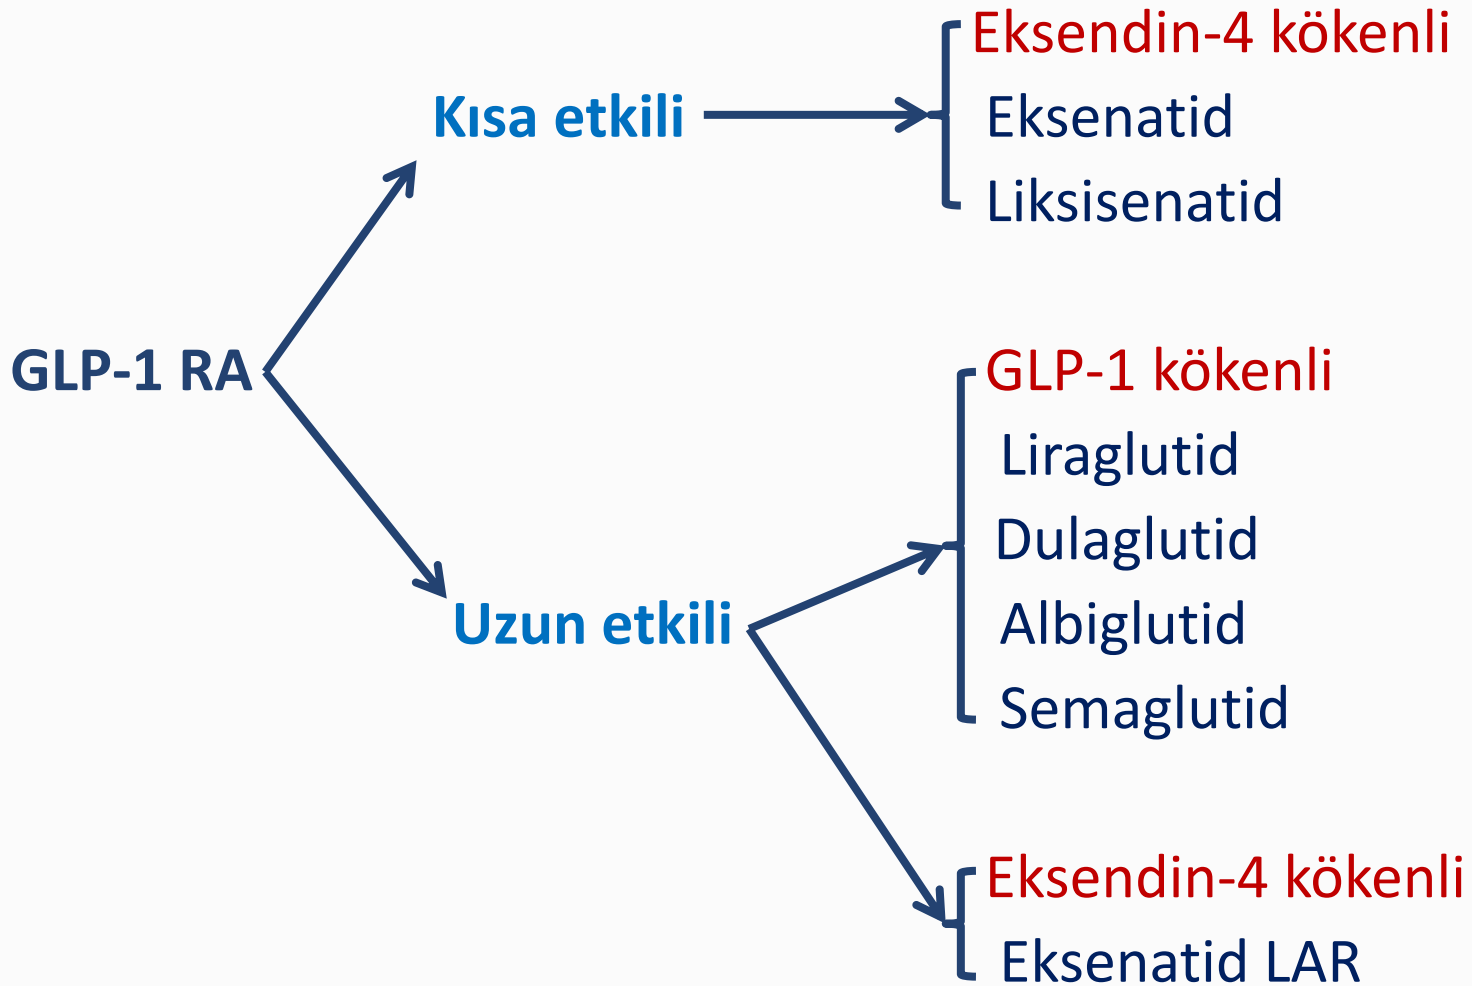 GLP-1 RA
Kısa etkili
Eksendin-4 kökenli
Eksenatid
Liksisenatid
Uzun etkili
GLP-1 kökenli
Liraglutid
Dulaglutid
Albiglutid
Semaglutid
Eksendin-4 kökenli
Eksenatid LAR